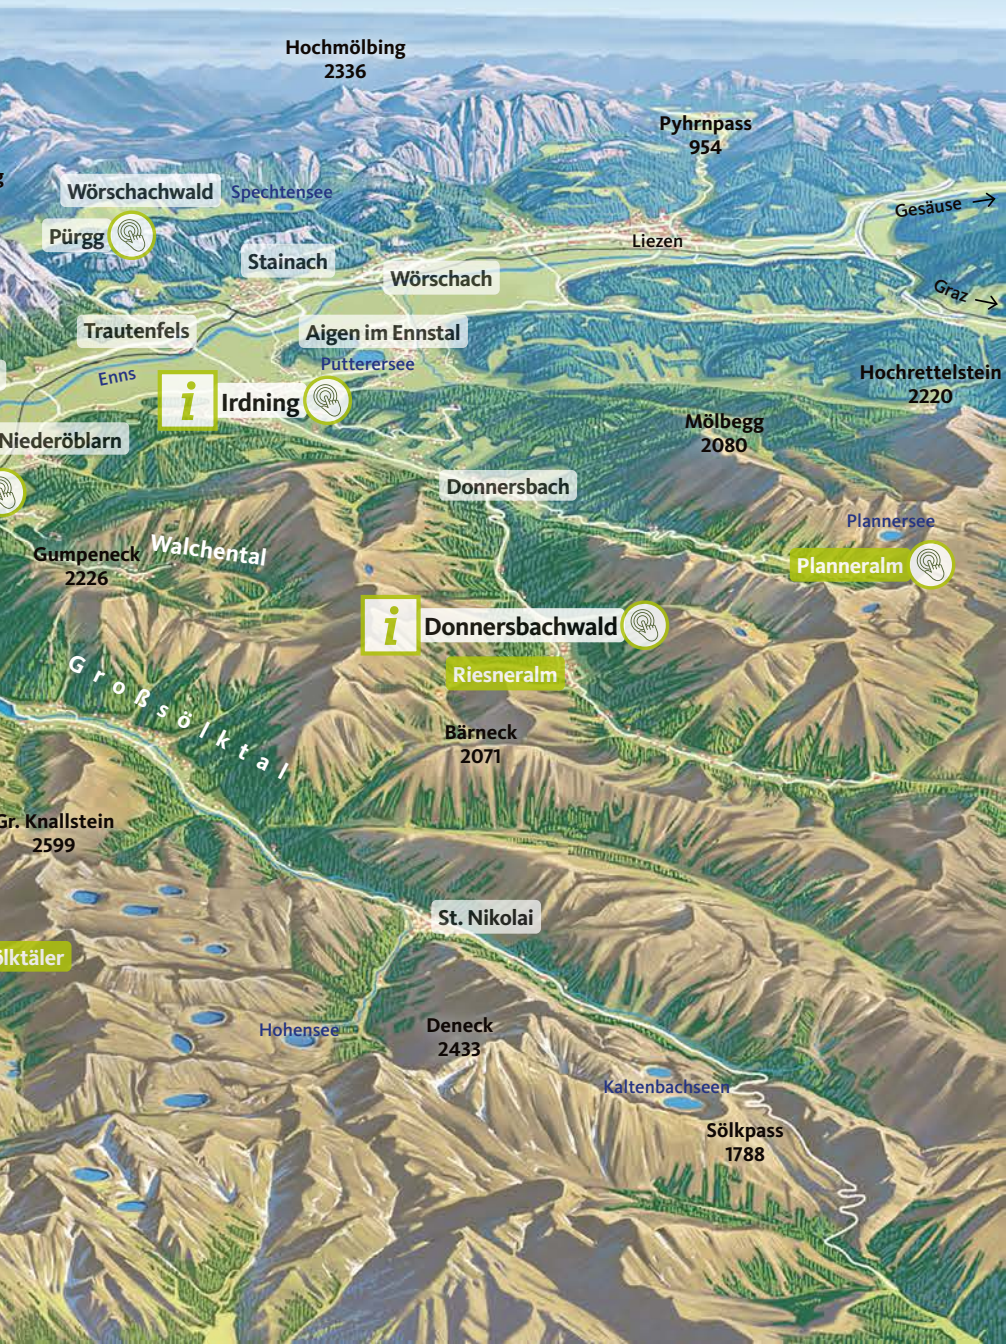 Hochmölbing
2336
Pyhrnpass
954
g
Wörschachwald
Spechtensee
Gesäuse
Pürgg
Liezen
Stainach
Wörschach
Graz
Trautenfels
Aigen im Ennstal
Putterersee
Enns
Hochrettelstein
2220
i
Irdning
Mölbegg
2080
Niederöblarn
Donnersbach
Plannersee
Gumpeneck
2226
Walchental
Planneralm
i
Donnersbachwald
Riesneralm
Großsölktal
Bärneck
2071
Gr. Knallstein
2599
St. Nikolai
ölktäler
Hohensee
Deneck
2433
Kaltenbachseen
Sölkpass
1788